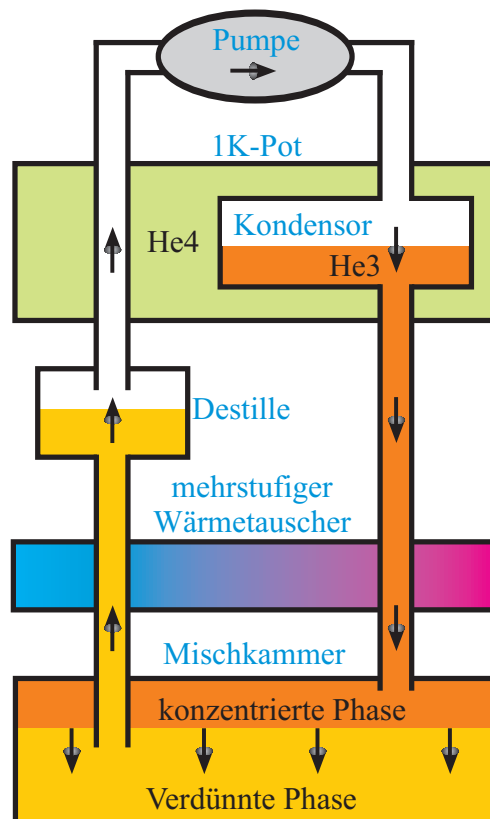 Pumpe
1K-Pot
Kondensor
He4
He3
Destille
mehrstufiger
Wärmetauscher
Mischkammer
konzentrierte Phase
Verdünnte Phase